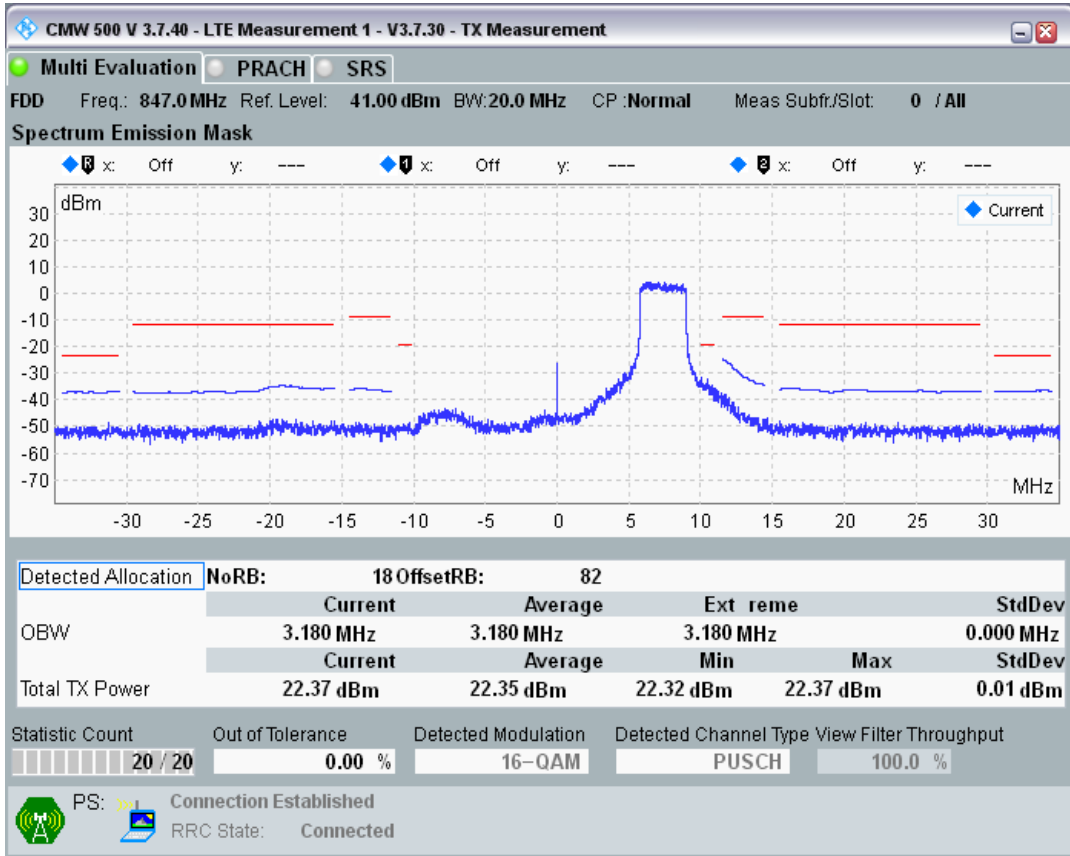 CMW 500 V 3.7.40 - LTE Measurement 1 - V3.7.30 - TX Measurement
Multi Evaluation PRACH SRS
FDD Freq.: 847.0 MHz Ref. Level: 41.00 dBm BW: 20.0 MHz CP :Normal Meas Subfr./Slot: 0 / All
Spectrum Emission Mask
R x: Off y: --- 1 x: Off y: --- 2 x: Off y: ---
dBm
Current
30
20
10
0
-10
-20
-30
-40
-50
-60
-70
MHz
-30 -25 -20 -15 -10 -5 0 5 10 15 20 25 30
Detected Allocation NoRB: 18 OffsetRB: 82
Current Average Ext reme StdDev
OBW 3.180 MHz 3.180 MHz 3.180 MHz 0.000 MHz
Current Average Min Max StdDev
Total TX Power 22.37 dBm 22.35 dBm 22.32 dBm 22.37 dBm 0.01 dBm
Statistic Count Out of Tolerance Detected Modulation Detected Channel Type View Filter Throughput
20 / 20 0.00 % 16-QAM PUSCH 100.0 %
PS: Connection Established
RRC State: Connected